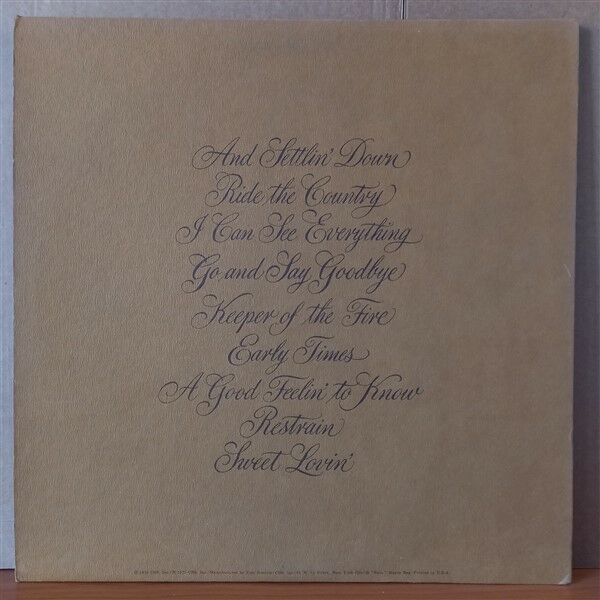 And Settlin' Down
Ride the Country
I Can See Everything
Go and Say Goodbye
Keeper of the Fire
Early Times
A Good Feelin' to Know
Restrain
Sweet Lovin'